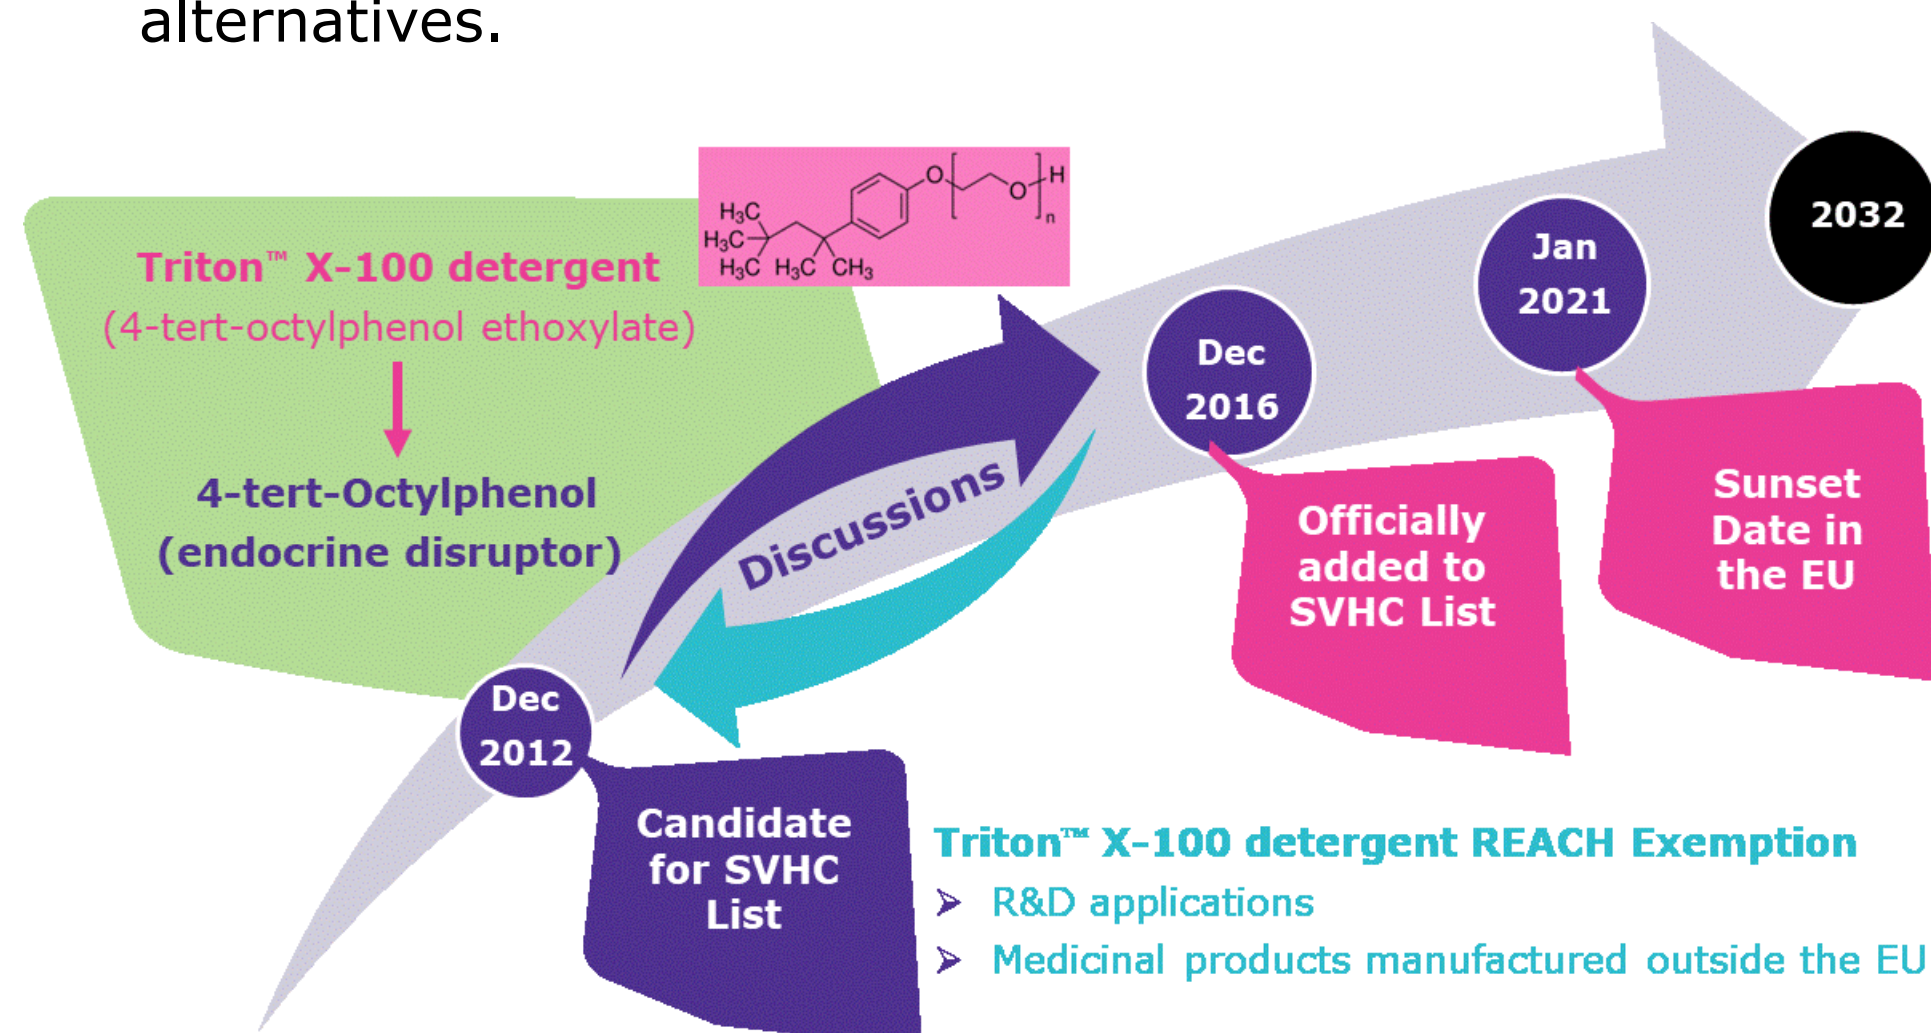 alternatives.
Triton™ X-100 detergent
(4-tert-octylphenol ethoxylate)
4-tert-Octylphenol
(endocrine disruptor)
O
O
H
n
H₃C
H₃C
H₃C H₃C CH₃
Discussions
Dec
2012
Candidate
for SVHC
List
Dec
2016
Officially
added to
SVHC List
Jan
2021
Sunset
Date in
the EU
2032
Triton™ X-100 detergent REACH Exemption
➢ R&D applications
➢ Medicinal products manufactured outside the EU